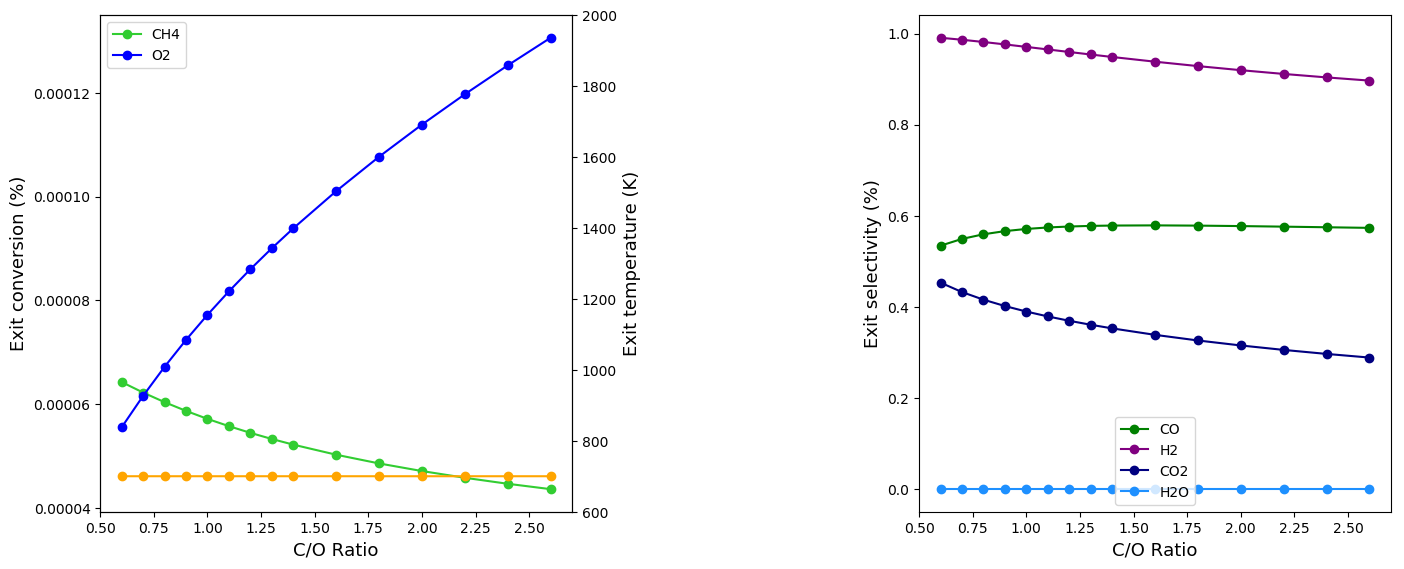 CH4
O2
Exit conversion (%)
0.00012
0.00010
0.00008
0.00006
0.00004
0.50 0.75 1.00 1.25 1.50 1.75 2.00 2.25 2.50
C/O Ratio
2000
1800
1600
1400
1200
1000
800
600
Exit temperature (K)
Exit selectivity (%)
1.0
0.8
0.6
0.4
0.2
0.0
CO
H2
CO2
H2O
0.50 0.75 1.00 1.25 1.50 1.75 2.00 2.25 2.50
C/O Ratio